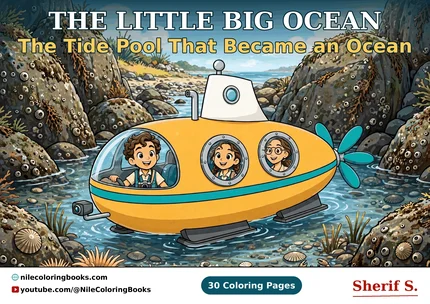 THE LITTLE BIG OCEAN
The Tide Pool That Became an Ocean
nilecoloringbooks.com
youtube.com/@NileColoringBooks
30 Coloring Pages
Sherif S.